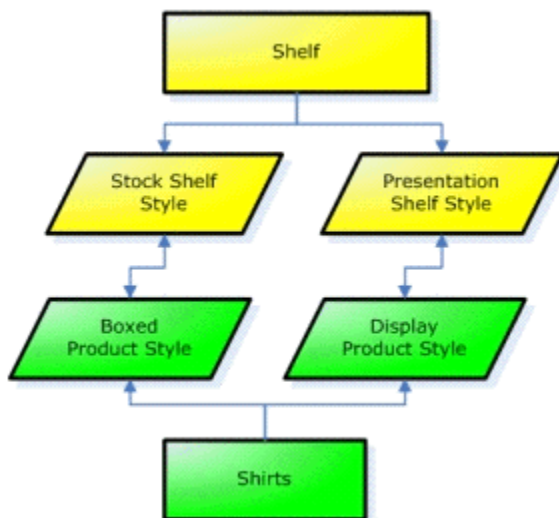 Shelf
Stock Shelf
Style
Presentation
Shelf Style
Boxed
Product Style
Display
Product Style
Shirts